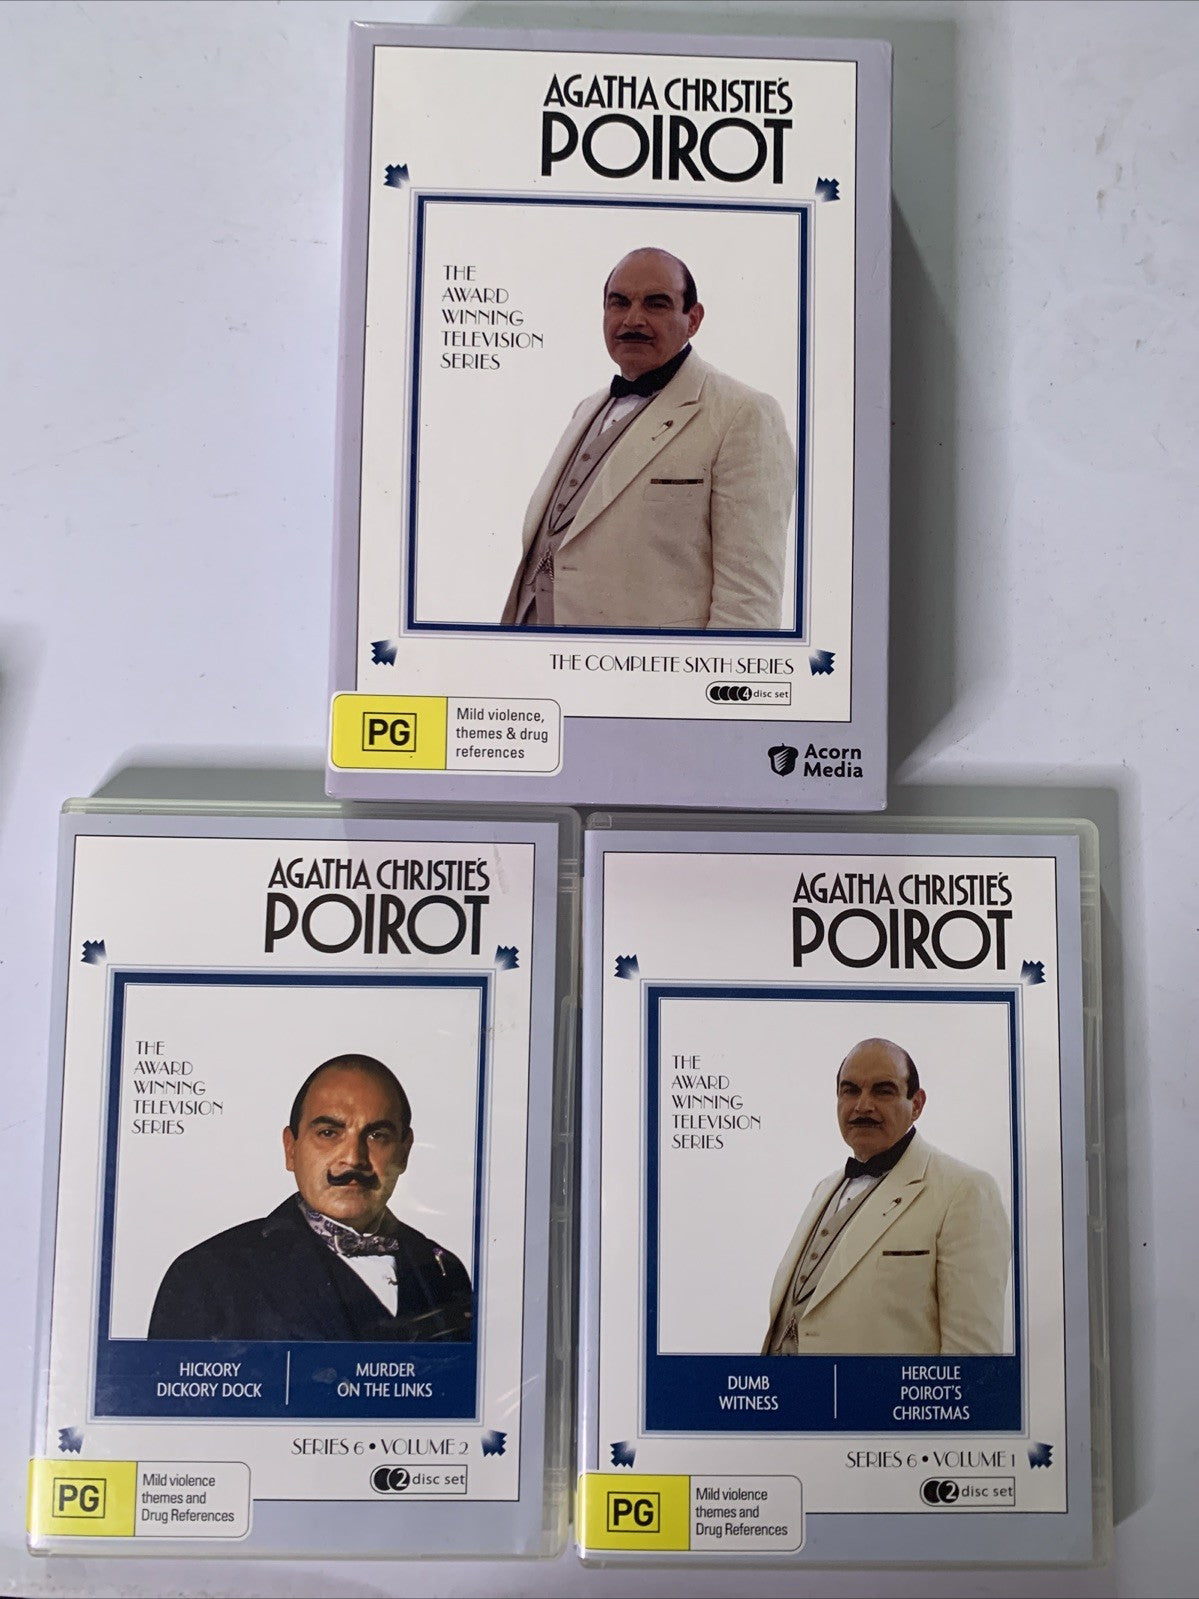 AGATHA CHRISTIE'S
POIROT
THE
AWARD
WINNING
TELEVISION
SERIES
THE COMPLETE SIXTH SERIES
4 disc set
PG
Mild violence,
themes & drug
references
Acorn
Media
AGATHA CHRISTIE'S
POIROT
THE
AWARD
WINNING
TELEVISION
SERIES
HICKORY
DICKORY DOCK
MURDER
ON THE LINKS
SERIES 6 • VOLUME 2
2 disc set
PG
Mild violence
themes and
Drug References
AGATHA CHRISTIE'S
POIROT
THE
AWARD
WINNING
TELEVISION
SERIES
DUMB
WITNESS
HERCULE
POIROT'S
CHRISTMAS
SERIES 6 • VOLUME 1
2 disc set
PG
Mild violence
themes and
Drug References